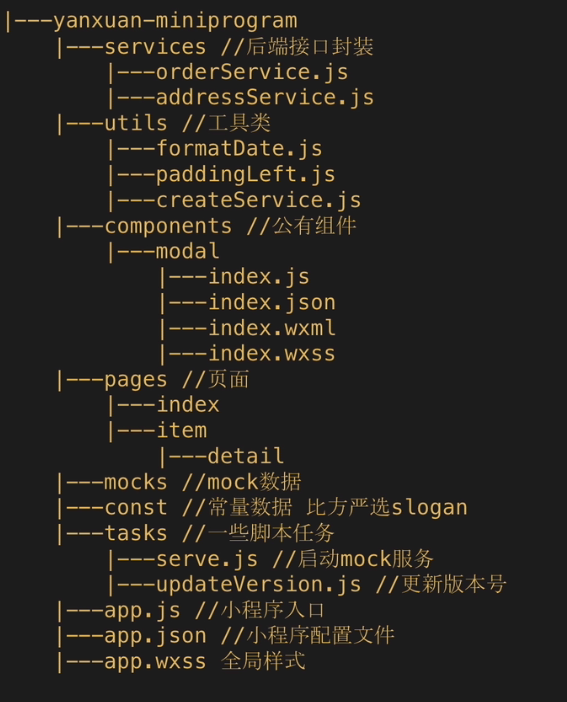 |---yanxuan-miniprogram
    |---services //后端接口封装
        |---orderService.js
        |---addressService.js
    |---utils //工具类
        |---formatDate.js
        |---paddingLeft.js
        |---createService.js
    |---components //公有组件
        |---modal
            |---index.js
            |---index.json
            |---index.wxml
            |---index.wxss
    |---pages //页面
        |---index
        |---item
            |---detail
    |---mocks //mock数据
    |---const //常量数据 比方严选slogan
    |---tasks //一些脚本任务
        |---serve.js //启动mock服务
        |---updateVersion.js //更新版本号
    |---app.js //小程序入口
    |---app.json //小程序配置文件
    |---app.wxss 全局样式